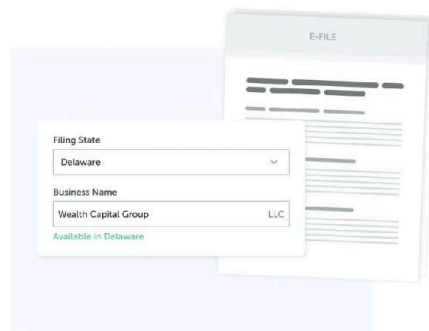 E-FILE
Filing State
Delaware
Business Name
Wealth Capital Group LLC
Available in Delaware